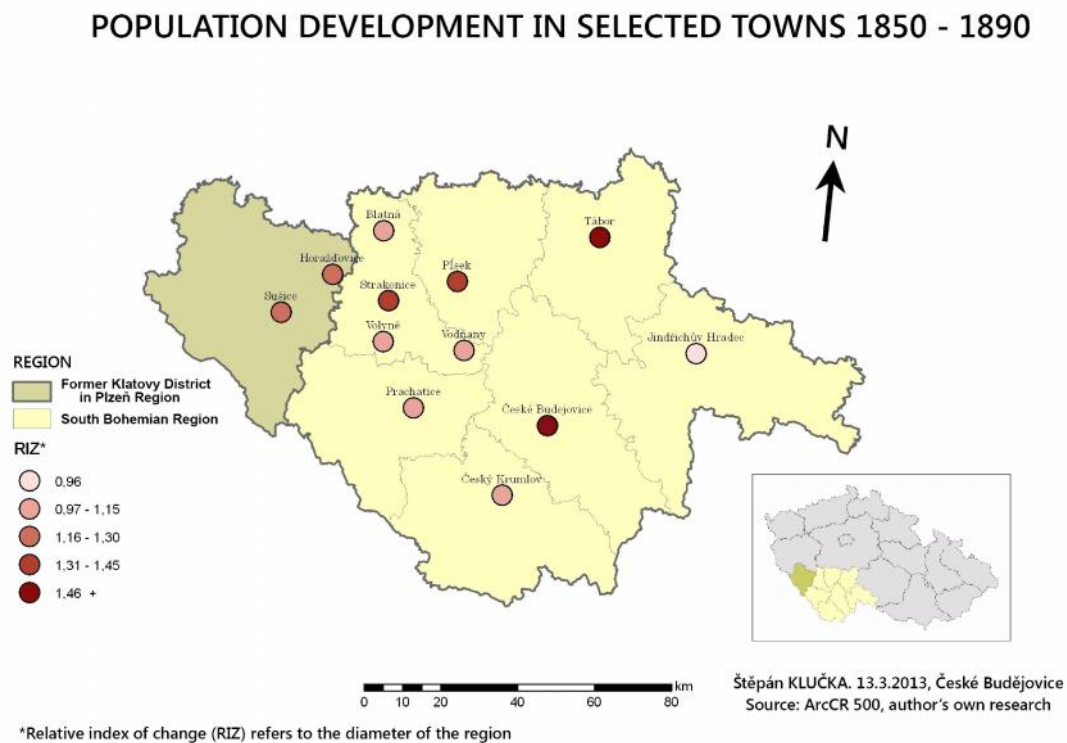 POPULATION DEVELOPMENT IN SELECTED TOWNS 1850 - 1890
N
Blatná
Tábor
Horažďovice
Písek
Strakonice
Sušice
Volyně
Vodňany
Jindřichův Hradec
Prachatice
České Budejovice
Český Krumlov
REGION
Former Klatovy District
in Plzeň Region
South Bohemian Region
RIZ*
0,96
0,97 - 1,15
1,16 - 1,30
1,31 - 1,45
1,46 +
km
0 10 20 40 60 80
Štěpán KLUČKA. 13.3.2013, České Budějovice
Source: ArcCR 500, author's own research
*Relative index of change (RIZ) refers to the diameter of the region